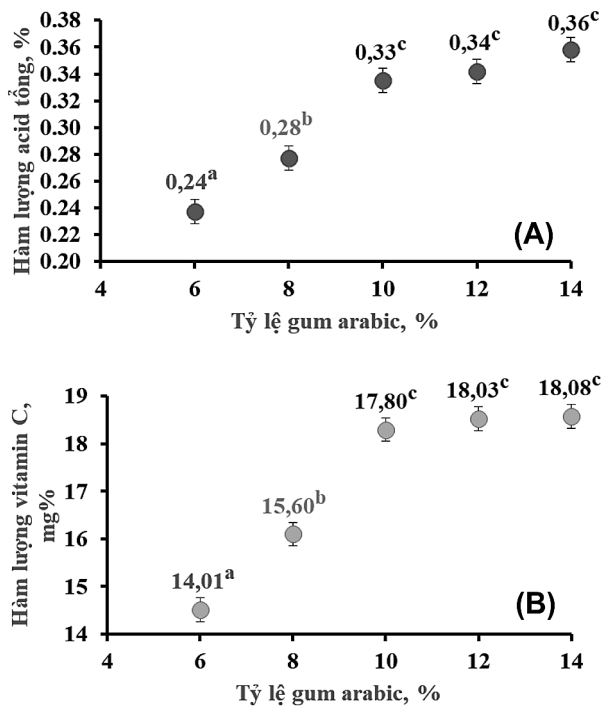 Hàm lượng acid tổng, %
0.38
0.36
0.34
0.32
0.30
0.28
0.26
0.24
0.22
0.20
0,24a
0,28b
0,33c
0,34c
0,36c
(A)
4
6
8
10
12
14
Tỷ lệ gum arabic, %
Hàm lượng vitamin C,
mg%
19
18
17
16
15
14
14,01a
15,60b
17,80c
18,03c
18,08c
(B)
4
6
8
10
12
14
Tỷ lệ gum arabic, %